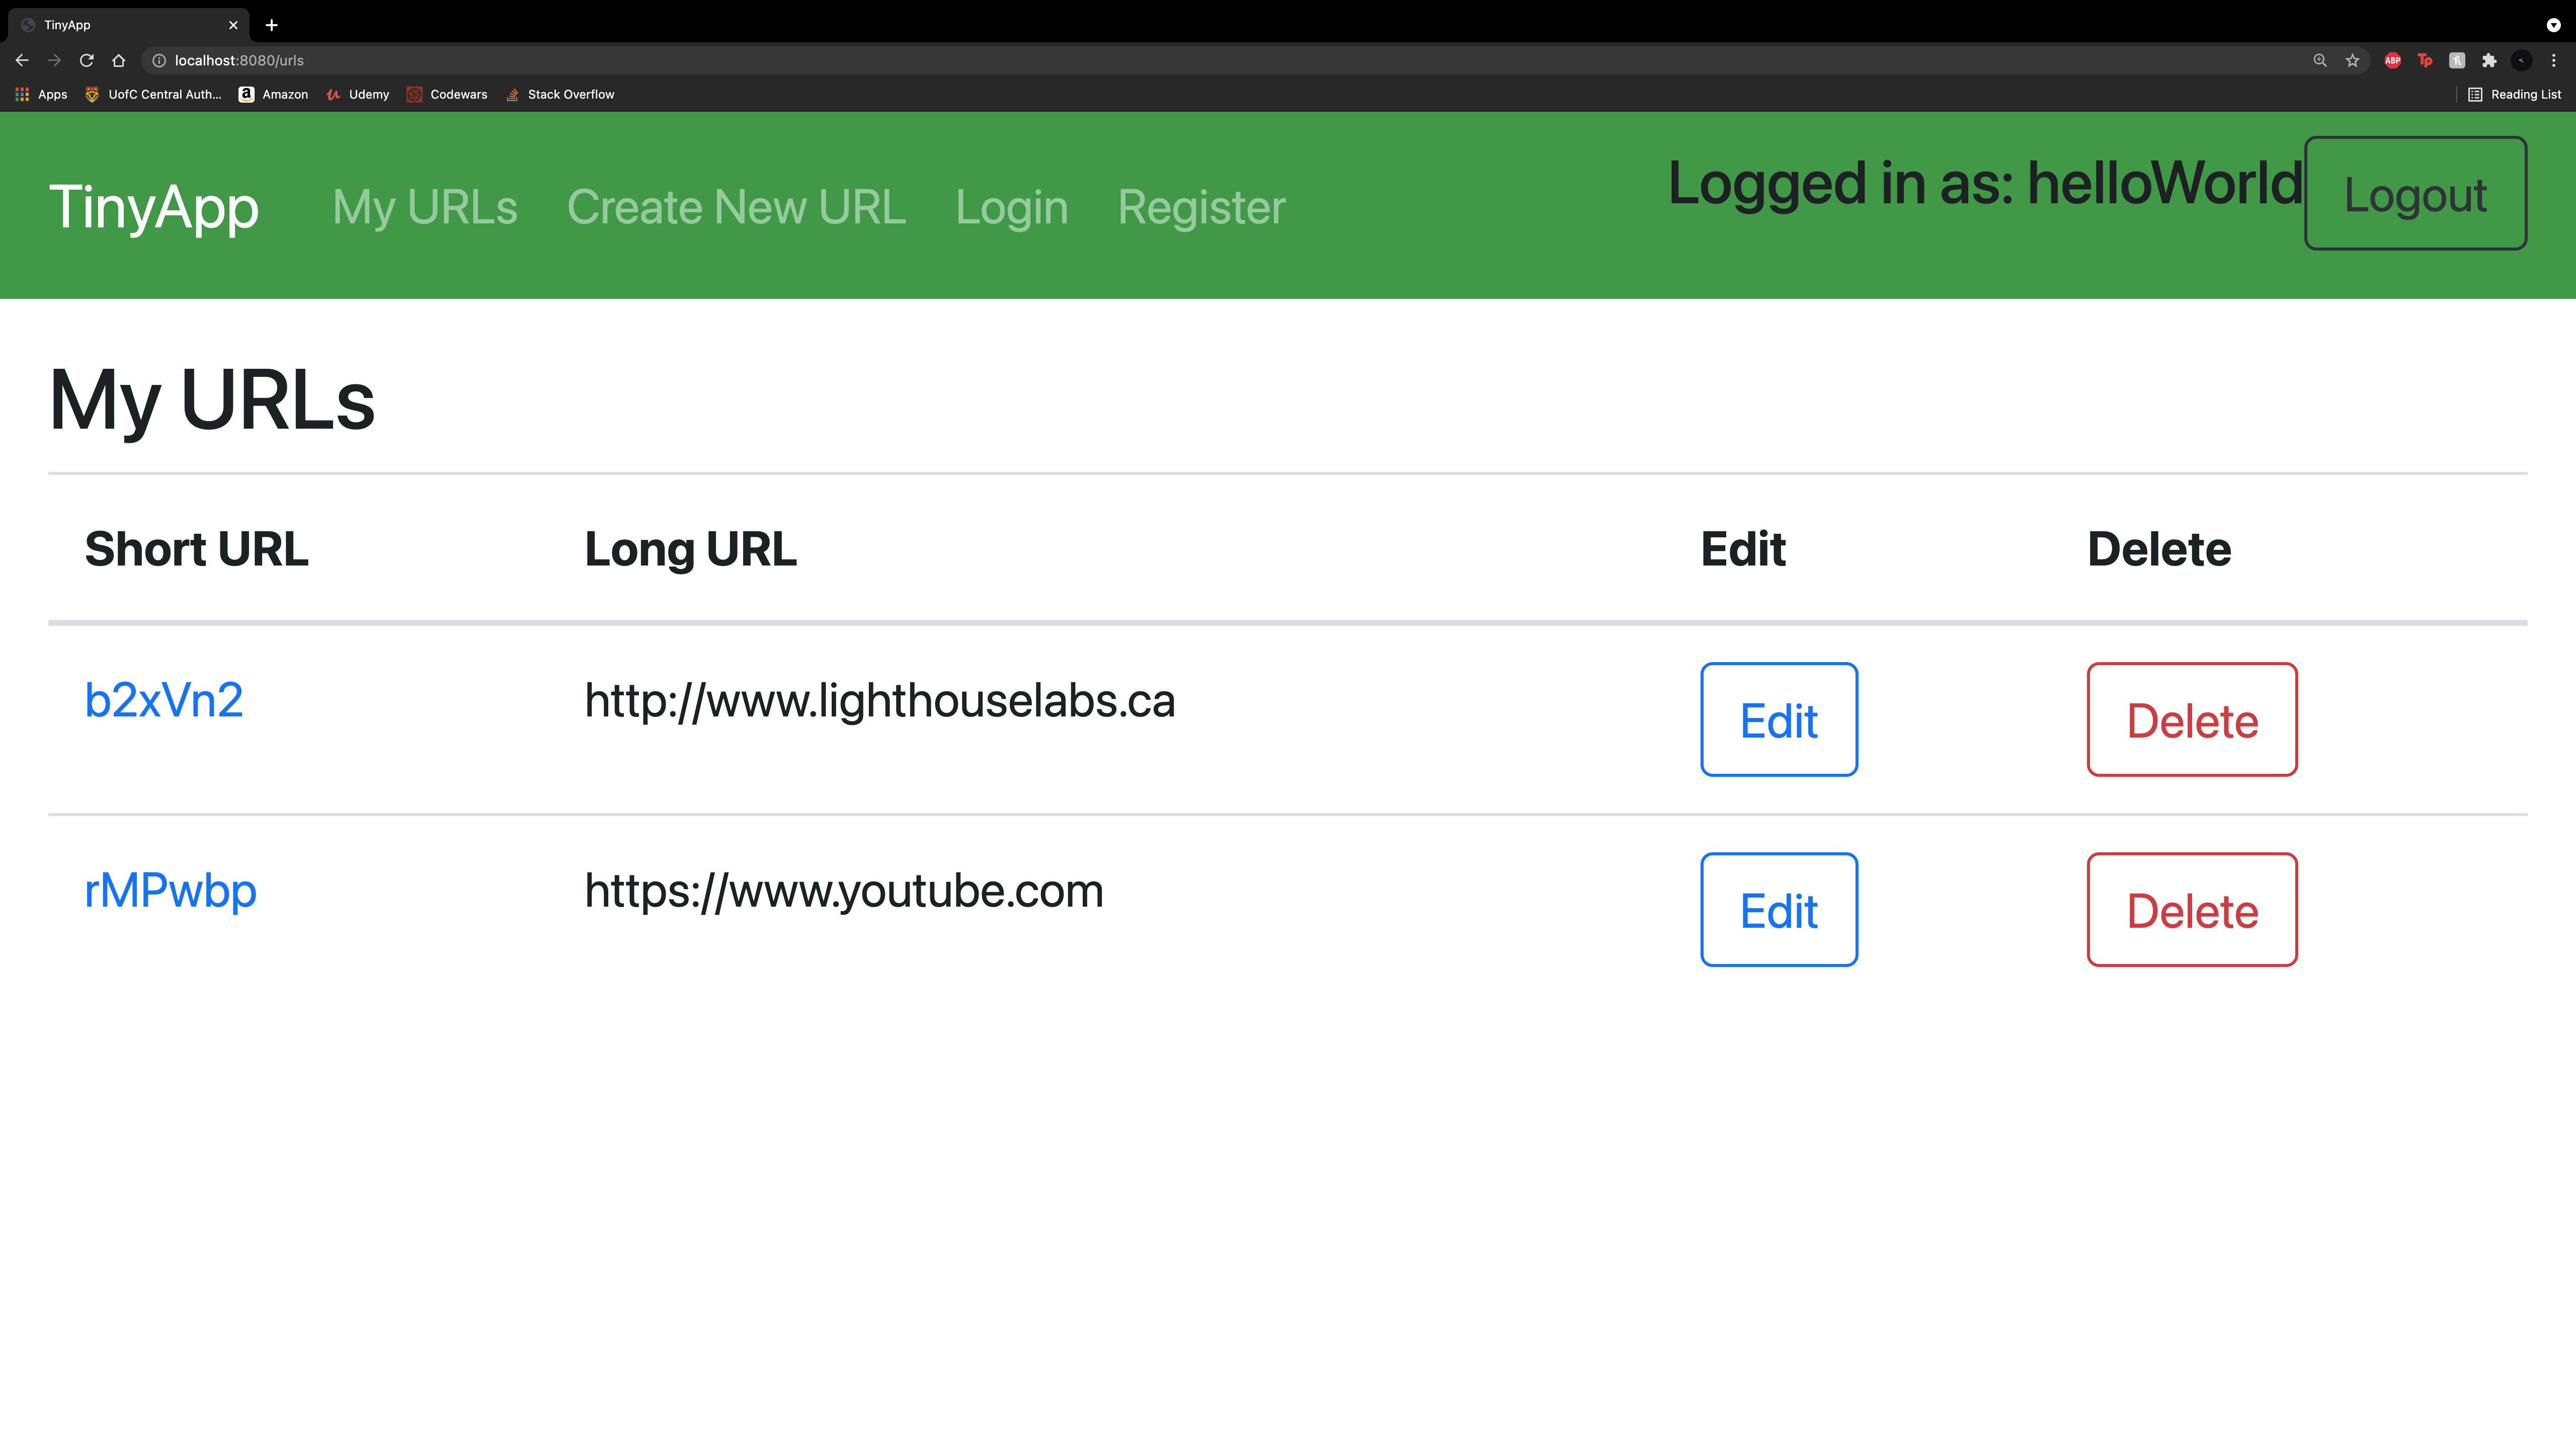 TinyApp
localhost:8080/urls
ABP Tp
Apps UofC Central Auth... Amazon Udemy Codewars Stack Overflow Reading List
TinyApp My URLs Create New URL Login Register Logged in as: helloWorld Logout
My URLs
Short URL Long URL Edit Delete
b2xVn2 http://www.lighthouselabs.ca Edit Delete
rMPwbp https://www.youtube.com Edit Delete